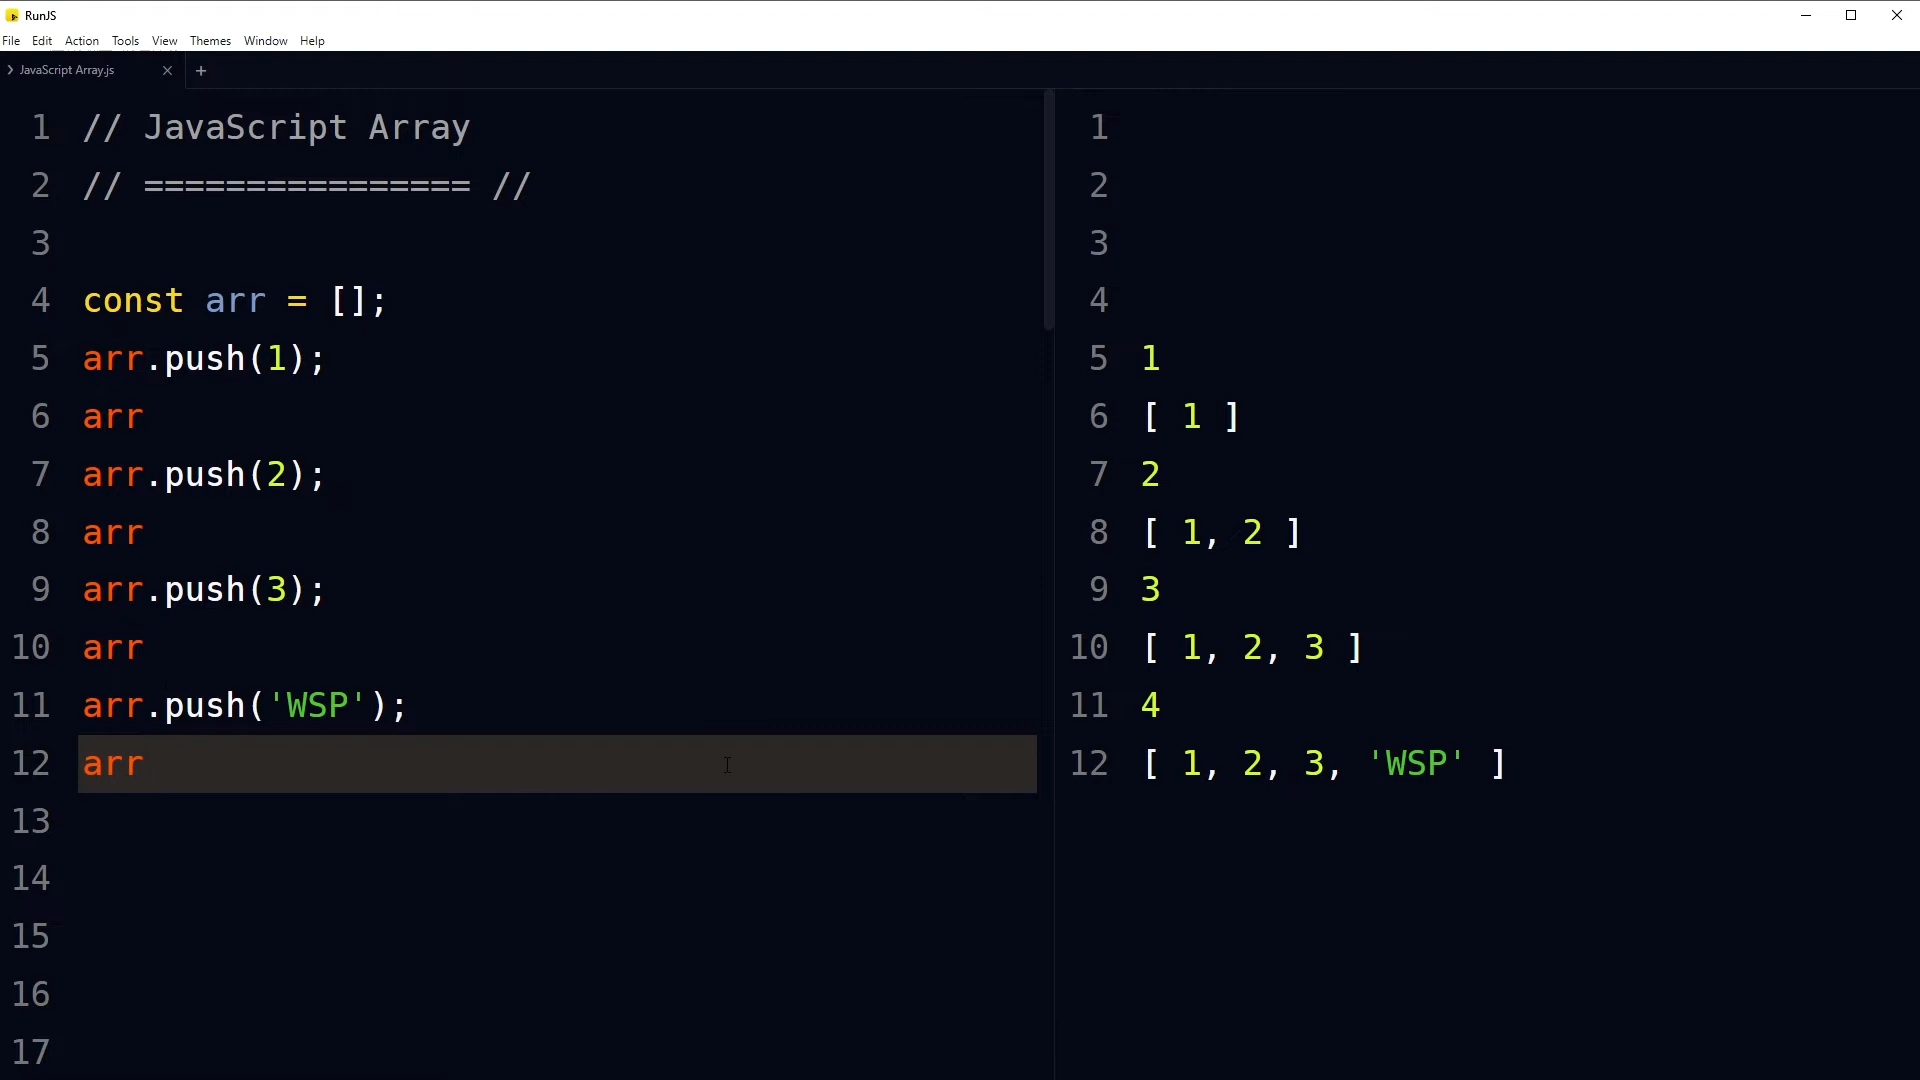 RunJS
File Edit Action Tools View Themes Window Help
JavaScript Array.js
1 // JavaScript Array
2 // ================ //
3
4 const arr = [];
5 arr.push(1);
6 arr
7 arr.push(2);
8 arr
9 arr.push(3);
10 arr
11 arr.push('WSP');
12 arr
13
14
15
16
17
1
2
3
4
5 1
6 [ 1 ]
7 2
8 [ 1, 2 ]
9 3
10 [ 1, 2, 3 ]
11 4
12 [ 1, 2, 3, 'WSP' ]